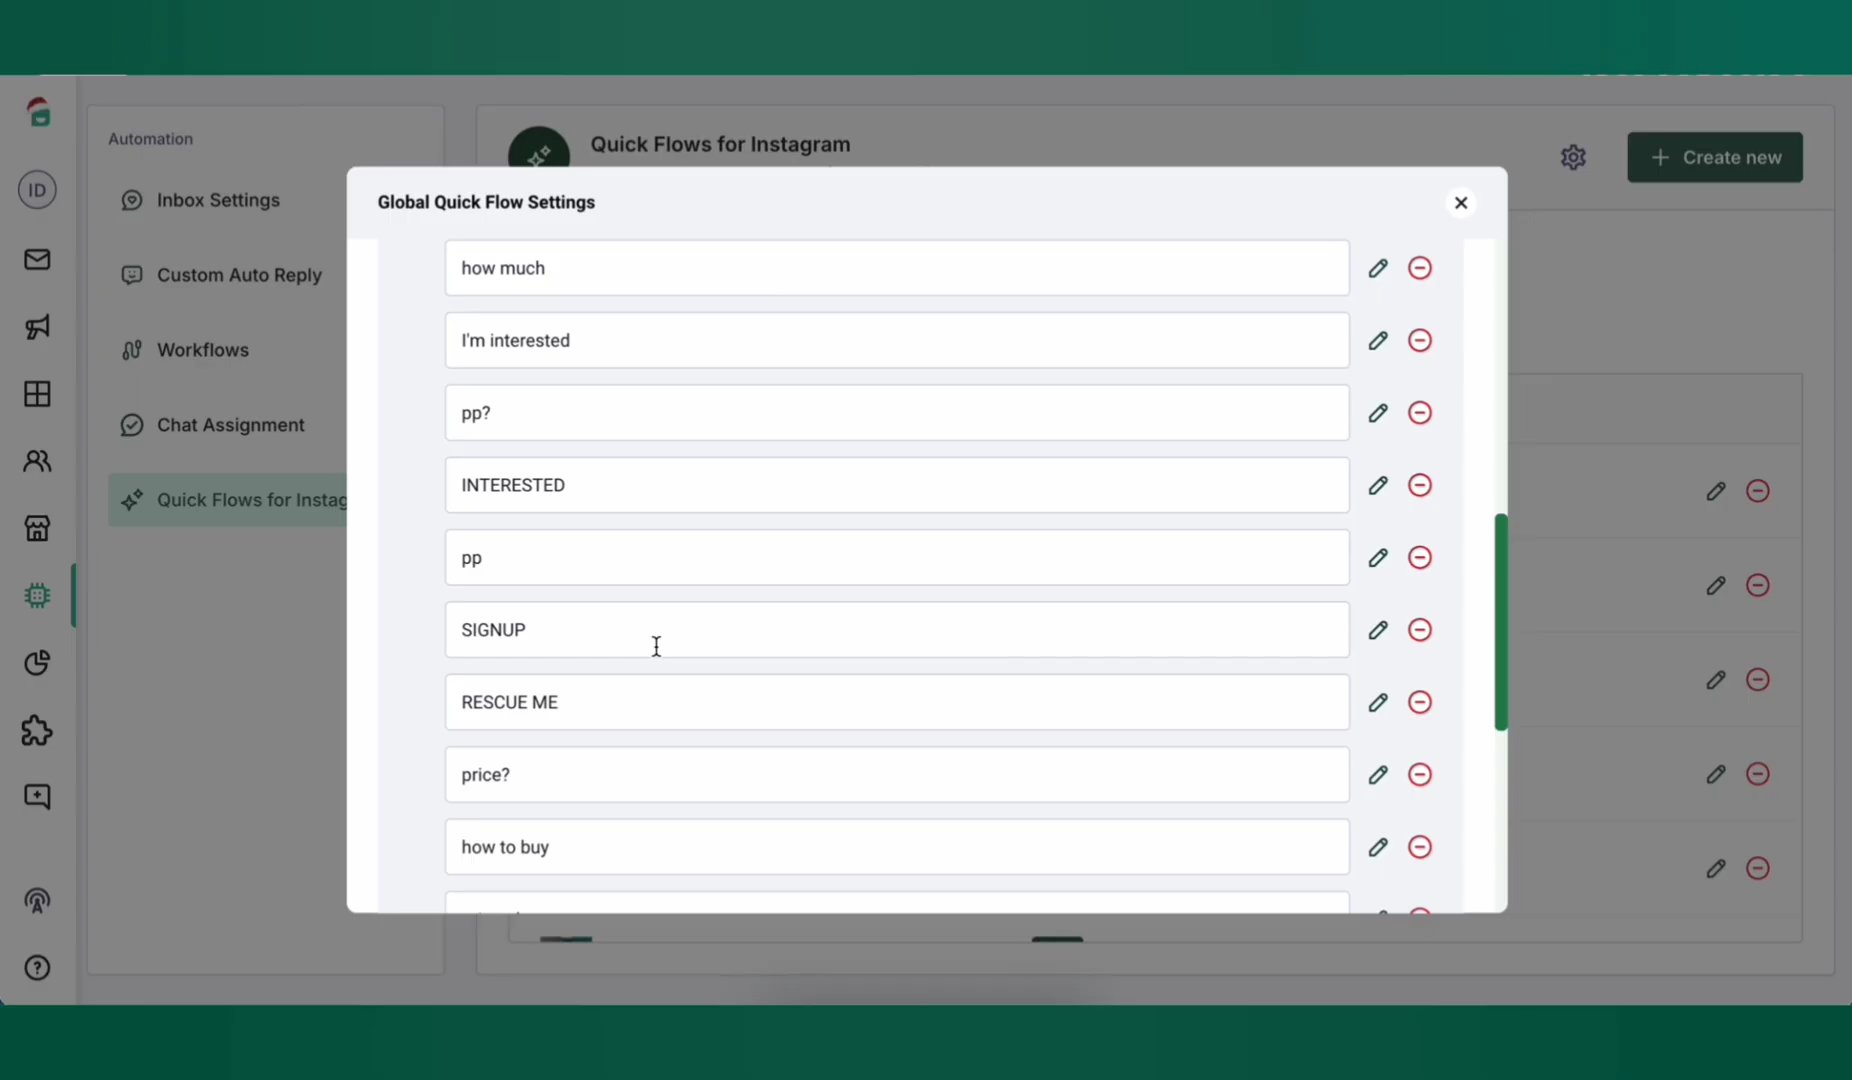 Automation
ID
Inbox Settings
Custom Auto Reply
Workflows
Chat Assignment
Quick Flows for Instag
Quick Flows for Instagram
Create new
Global Quick Flow Settings
how much
I'm interested
pp?
INTERESTED
pp
SIGNUP
RESCUE ME
price?
how to buy